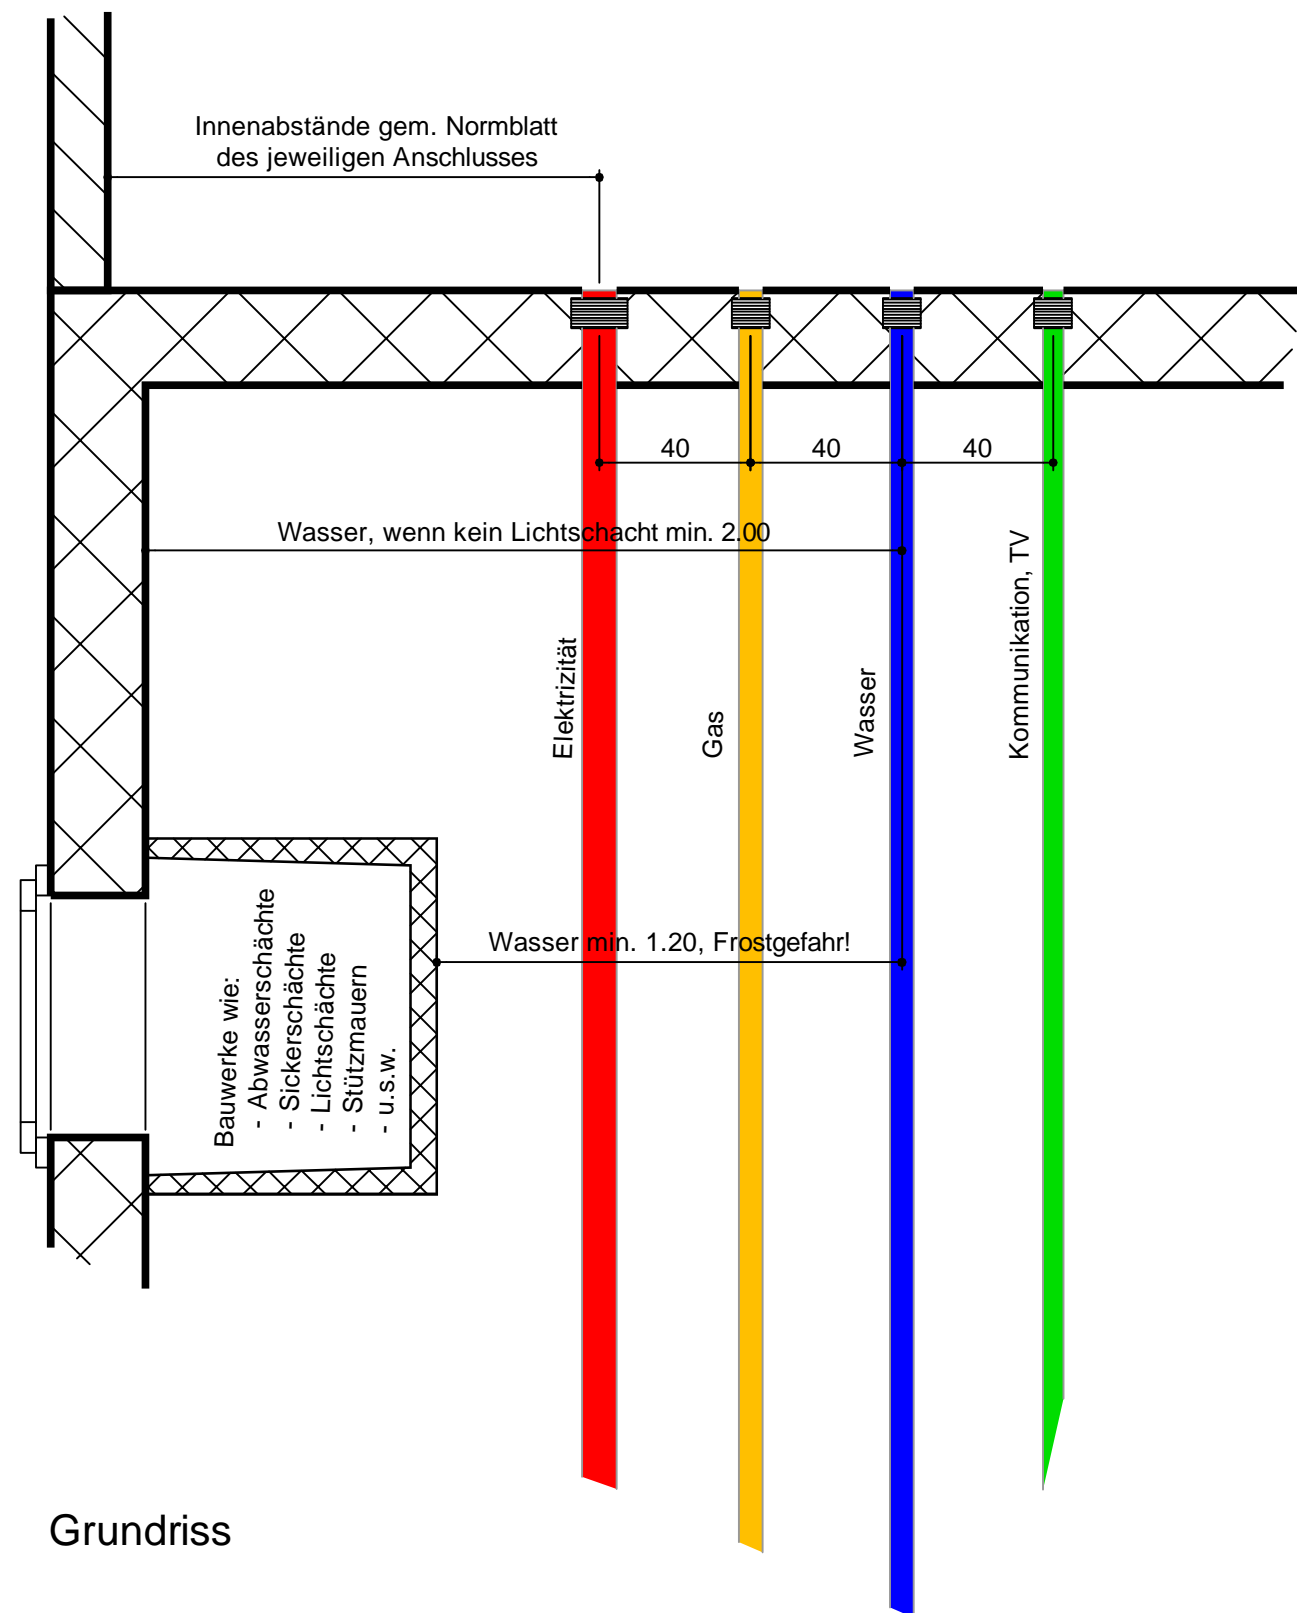 Innenabstände gem. Normblatt
des jeweiligen Anschlusses
40
40
40
Wasser, wenn kein Lichtschacht min. 2.00
Elektrizität
Gas
Wasser
Kommunikation, TV
Wasser min. 1.20, Frostgefahr!
Bauwerke wie:
- Abwasserschächte
- Sickerschächte
- Lichtschächte
- Stützmauern
- u.s.w.
Grundriss